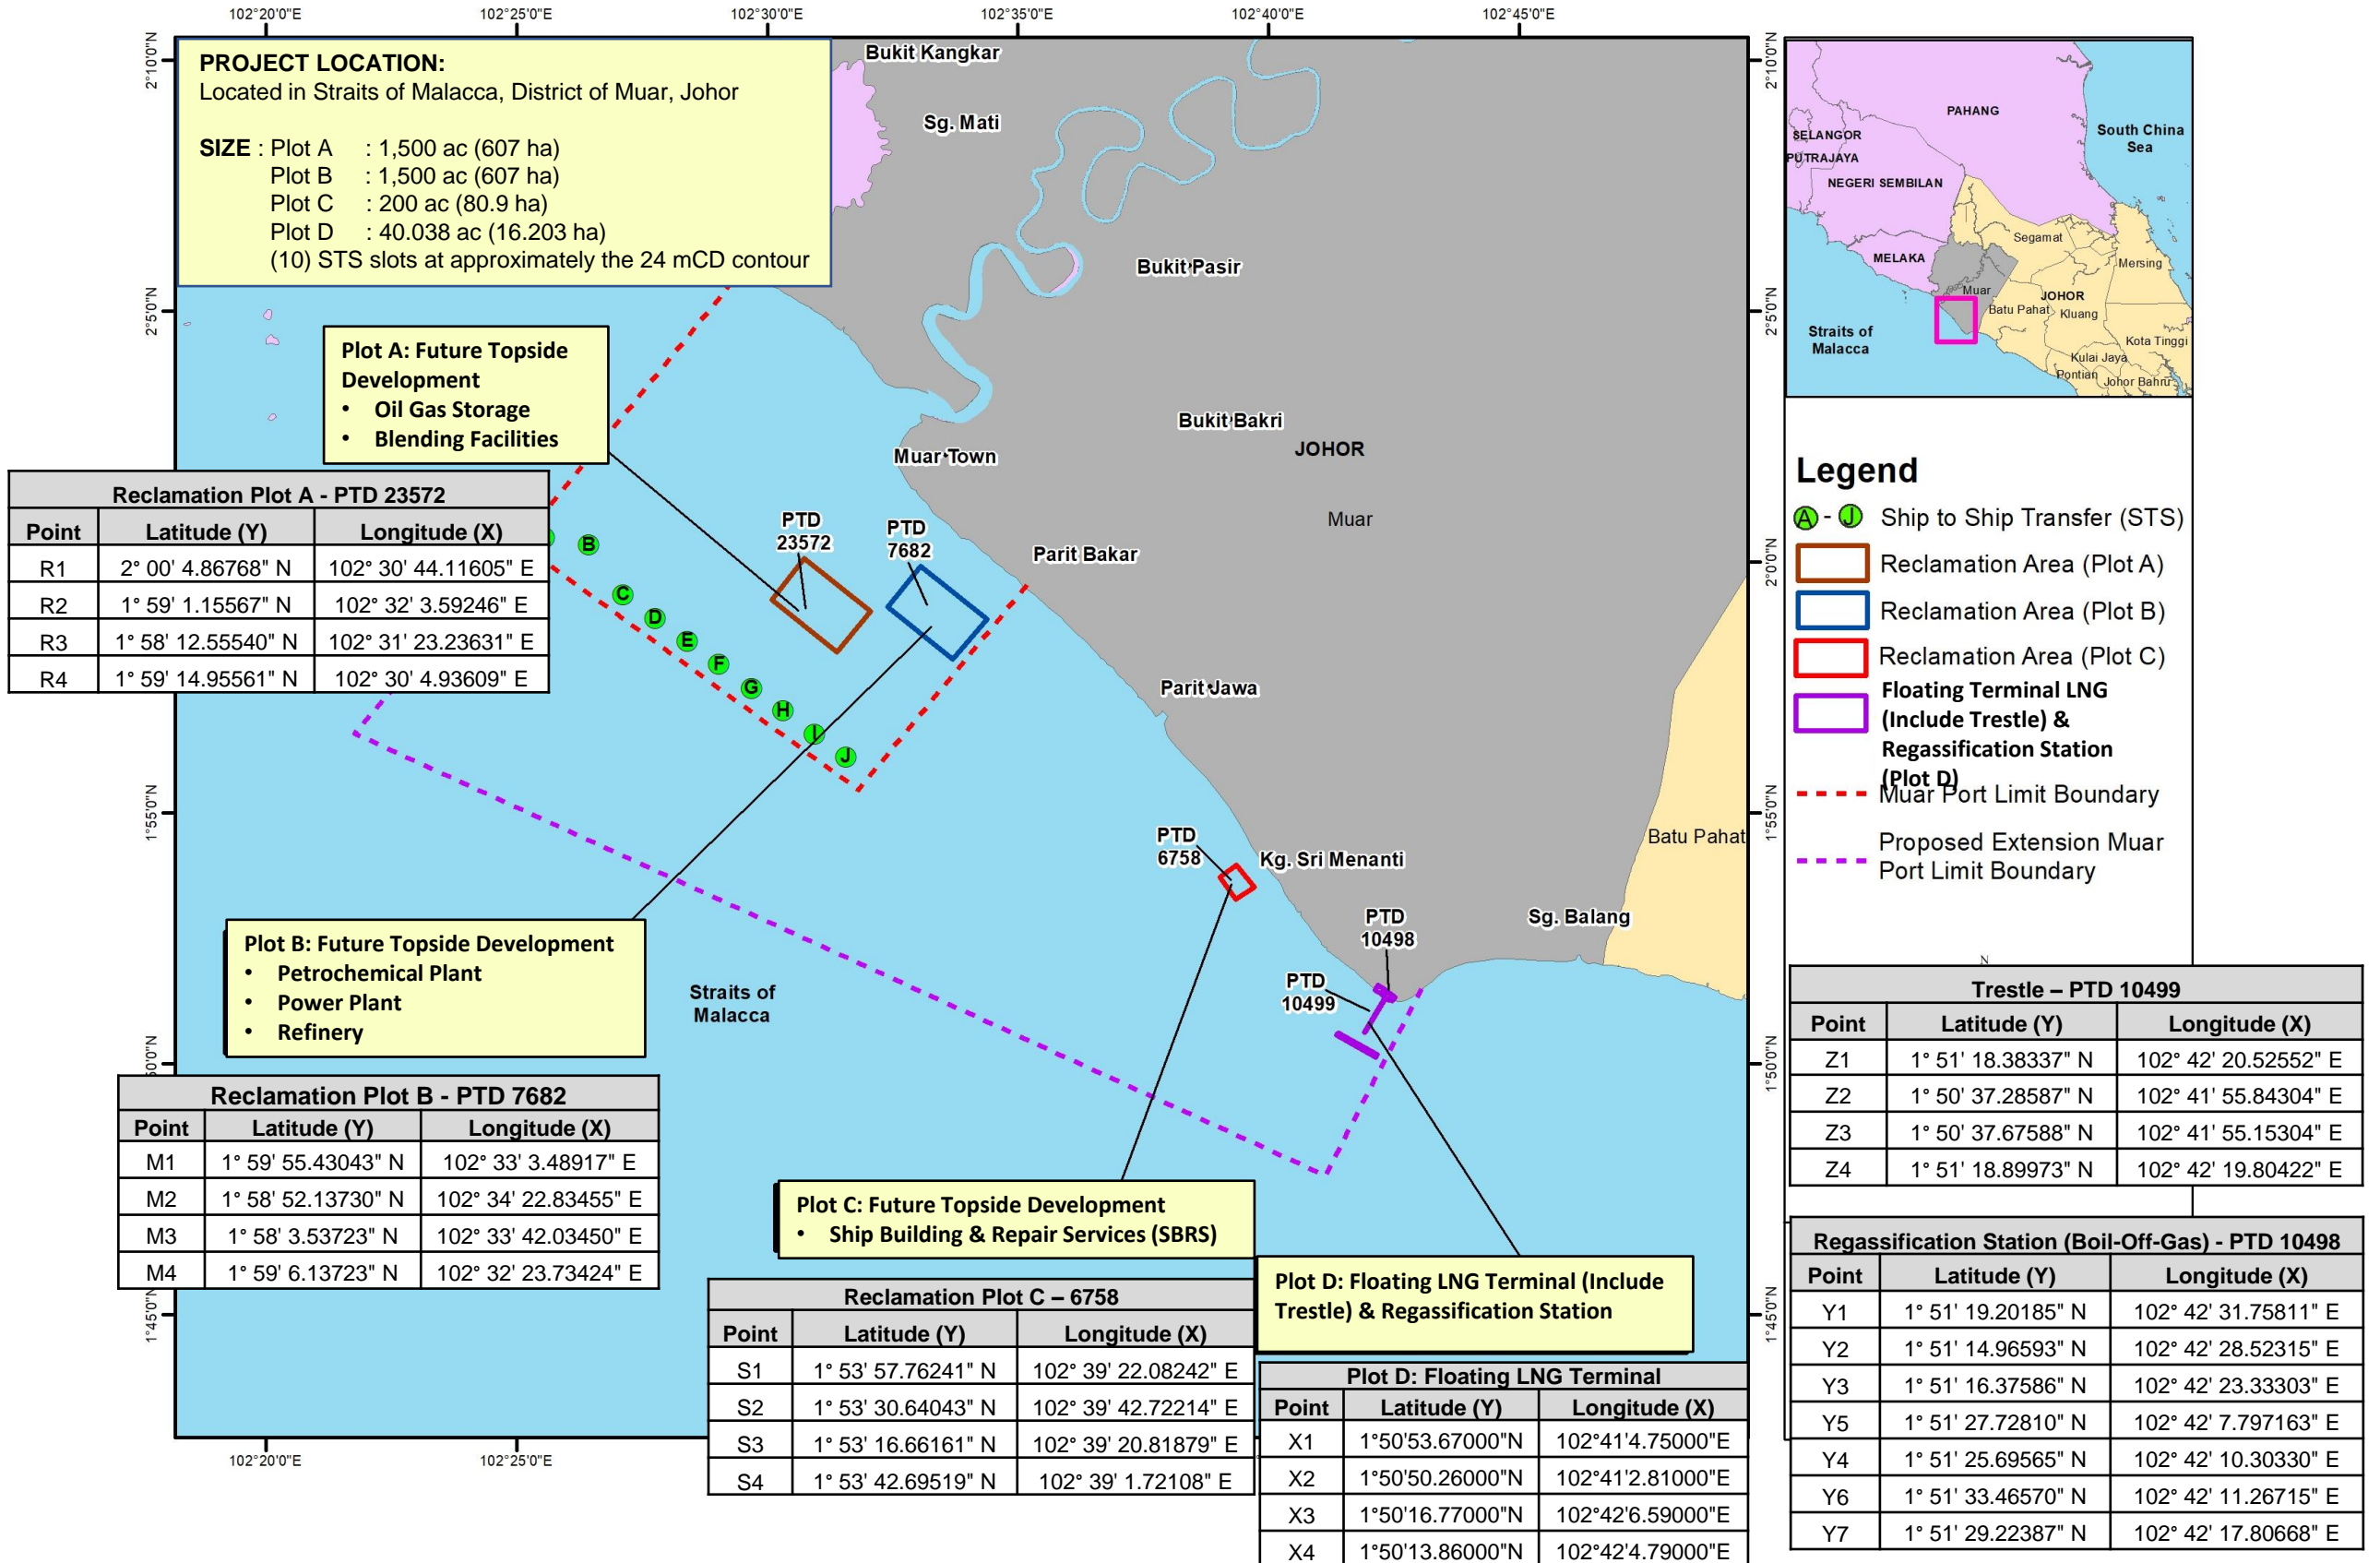 102°20'0"E 102°25'0"E 102°30'0"E 102°35'0"E 102°40'0"E 102°45'0"E
2°10'0"N
2°5'0"N
1°55'0"N
50'0"N
1°45'0"N
2°10'0"N
2°5'0"N
2°0'0"N
1°55'0"N
1°50'0"N
1°45'0"N
102°20'0"E 102°25'0"E
PROJECT LOCATION:
Located in Straits of Malacca, District of Muar, Johor
SIZE : Plot A : 1,500 ac (607 ha)
Plot B : 1,500 ac (607 ha)
Plot C : 200 ac (80.9 ha)
Plot D : 40.038 ac (16.203 ha)
(10) STS slots at approximately the 24 mCD contour
Bukit Kangkar
Sg. Mati
Bukit Pasir
Bukit Bakri
JOHOR
Muar Town
Muar
Parit Bakar
Parit Jawa
Kg. Sri Menanti
Sg. Balang
Batu Pahat
Straits of
Malacca
PTD
23572
PTD
7682
PTD
6758
PTD
10498
PTD
10499
B
C
D
E
F
G
H
I
J
Plot A: Future Topside
Development
• Oil Gas Storage
• Blending Facilities
Reclamation Plot A - PTD 23572
Point Latitude (Y) Longitude (X)
R1 2° 00' 4.86768" N 102° 30' 44.11605" E
R2 1° 59' 1.15567" N 102° 32' 3.59246" E
R3 1° 58' 12.55540" N 102° 31' 23.23631" E
R4 1° 59' 14.95561" N 102° 30' 4.93609" E
Plot B: Future Topside Development
• Petrochemical Plant
• Power Plant
• Refinery
Reclamation Plot B - PTD 7682
Point Latitude (Y) Longitude (X)
M1 1° 59' 55.43043" N 102° 33' 3.48917" E
M2 1° 58' 52.13730" N 102° 34' 22.83455" E
M3 1° 58' 3.53723" N 102° 33' 42.03450" E
M4 1° 59' 6.13723" N 102° 32' 23.73424" E
Plot C: Future Topside Development
• Ship Building & Repair Services (SBRS)
Reclamation Plot C – 6758
Point Latitude (Y) Longitude (X)
S1 1° 53' 57.76241" N 102° 39' 22.08242" E
S2 1° 53' 30.64043" N 102° 39' 42.72214" E
S3 1° 53' 16.66161" N 102° 39' 20.81879" E
S4 1° 53' 42.69519" N 102° 39' 1.72108" E
Plot D: Floating LNG Terminal (Include
Trestle) & Regassification Station
Plot D: Floating LNG Terminal
Point Latitude (Y) Longitude (X)
X1 1°50'53.67000"N 102°41'4.75000"E
X2 1°50'50.26000"N 102°41'2.81000"E
X3 1°50'16.77000"N 102°42'6.59000"E
X4 1°50'13.86000"N 102°42'4.79000"E
PAHANG
SELANGOR
PUTRAJAYA
NEGERI SEMBILAN
South China
Sea
MELAKA
Segamat
Mersing
Muar
JOHOR
Batu Pahat
Kluang
Straits of
Malacca
Kota Tinggi
Kulai Jaya
Pontian
Johor Bahru
Legend
A - J Ship to Ship Transfer (STS)
Reclamation Area (Plot A)
Reclamation Area (Plot B)
Reclamation Area (Plot C)
Floating Terminal LNG
(Include Trestle) &
Regassification Station
(Plot D)
Muar Port Limit Boundary
Proposed Extension Muar
Port Limit Boundary
N
Trestle – PTD 10499
Point Latitude (Y) Longitude (X)
Z1 1° 51' 18.38337" N 102° 42' 20.52552" E
Z2 1° 50' 37.28587" N 102° 41' 55.84304" E
Z3 1° 50' 37.67588" N 102° 41' 55.15304" E
Z4 1° 51' 18.89973" N 102° 42' 19.80422" E
Regassification Station (Boil-Off-Gas) - PTD 10498
Point Latitude (Y) Longitude (X)
Y1 1° 51' 19.20185" N 102° 42' 31.75811" E
Y2 1° 51' 14.96593" N 102° 42' 28.52315" E
Y3 1° 51' 16.37586" N 102° 42' 23.33303" E
Y5 1° 51' 27.72810" N 102° 42' 7.797163" E
Y4 1° 51' 25.69565" N 102° 42' 10.30330" E
Y6 1° 51' 33.46570" N 102° 42' 11.26715" E
Y7 1° 51' 29.22387" N 102° 42' 17.80668" E